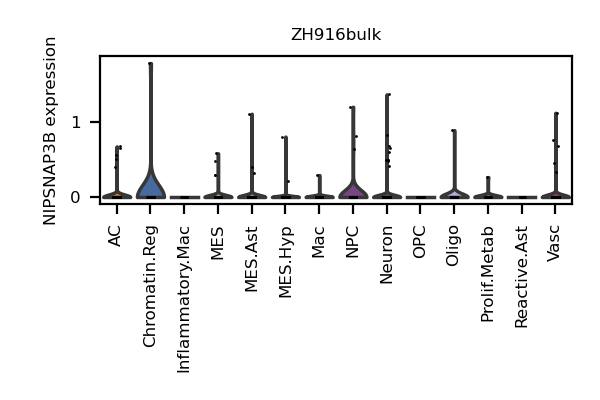 ZH916bulk
NIPSNAP3B expression
1
0
AC
Chromatin.Reg
Inflammatory.Mac
MES
MES.Ast
MES.Hyp
Mac
NPC
Neuron
OPC
Oligo
Prolif.Metab
Reactive.Ast
Vasc